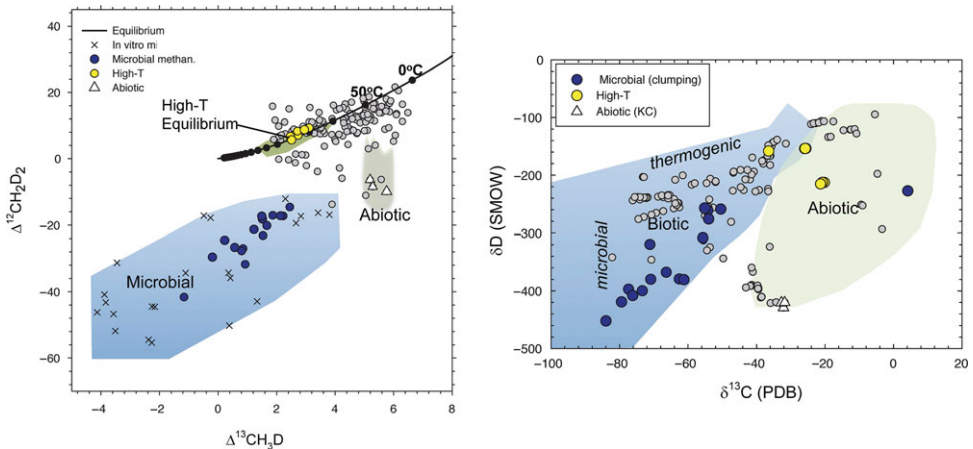 40
20
0
−20
−40
−60
Δ¹²CH₂D₂
−4 −2 0 2 4 6 8
Δ¹³CH₃D
Equilibrium
In vitro mi
Microbial methan.
High-T
Abiotic
0ºC
50ºC
High-T
Equilibrium
Abiotic
Microbial
0
−100
−200
−300
−400
−500
δD (SMOW)
−100 −80 −60 −40 −20 0 20
δ¹³C (PDB)
Microbial (clumping)
High-T
Abiotic (KC)
thermogenic
microbial
Biotic
Abiotic